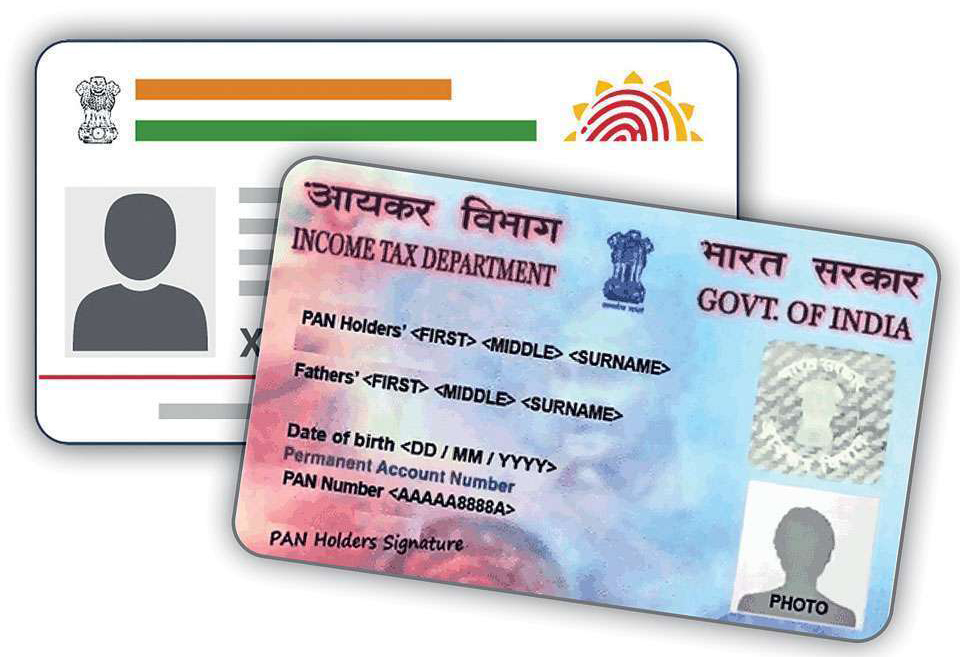 आयकर विभाग
INCOME TAX DEPARTMENT
भारत सरकार
GOVT. OF INDIA
X
PAN Holders' <FIRST> <MIDDLE> <SURNAME>
Fathers' <FIRST> <MIDDLE> <SURNAME>
Date of birth <DD / MM / YYYY>
Permanent Account Number
PAN Number <AAAAA8888A>
PAN Holders Signature
PHOTO